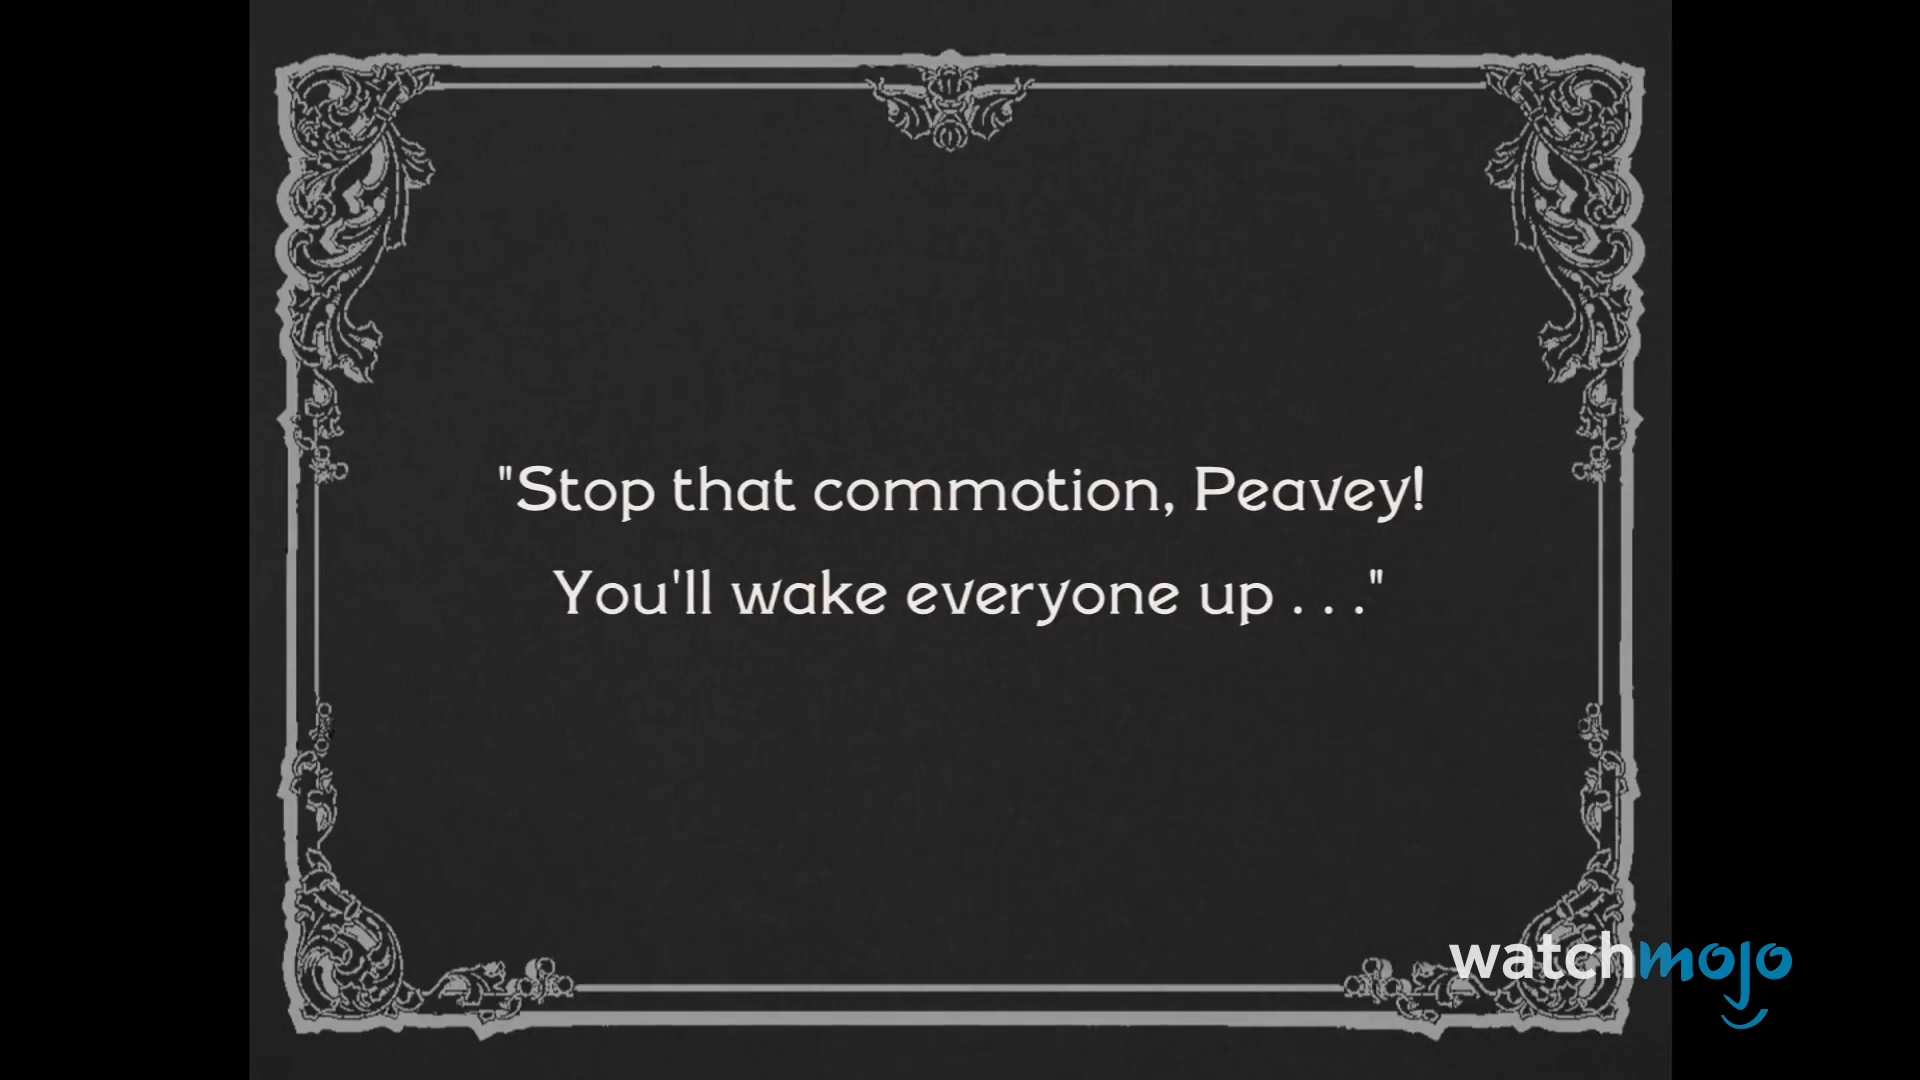 "Stop that commotion, Peavey!
You'll wake everyone up . . ."
watchmojo